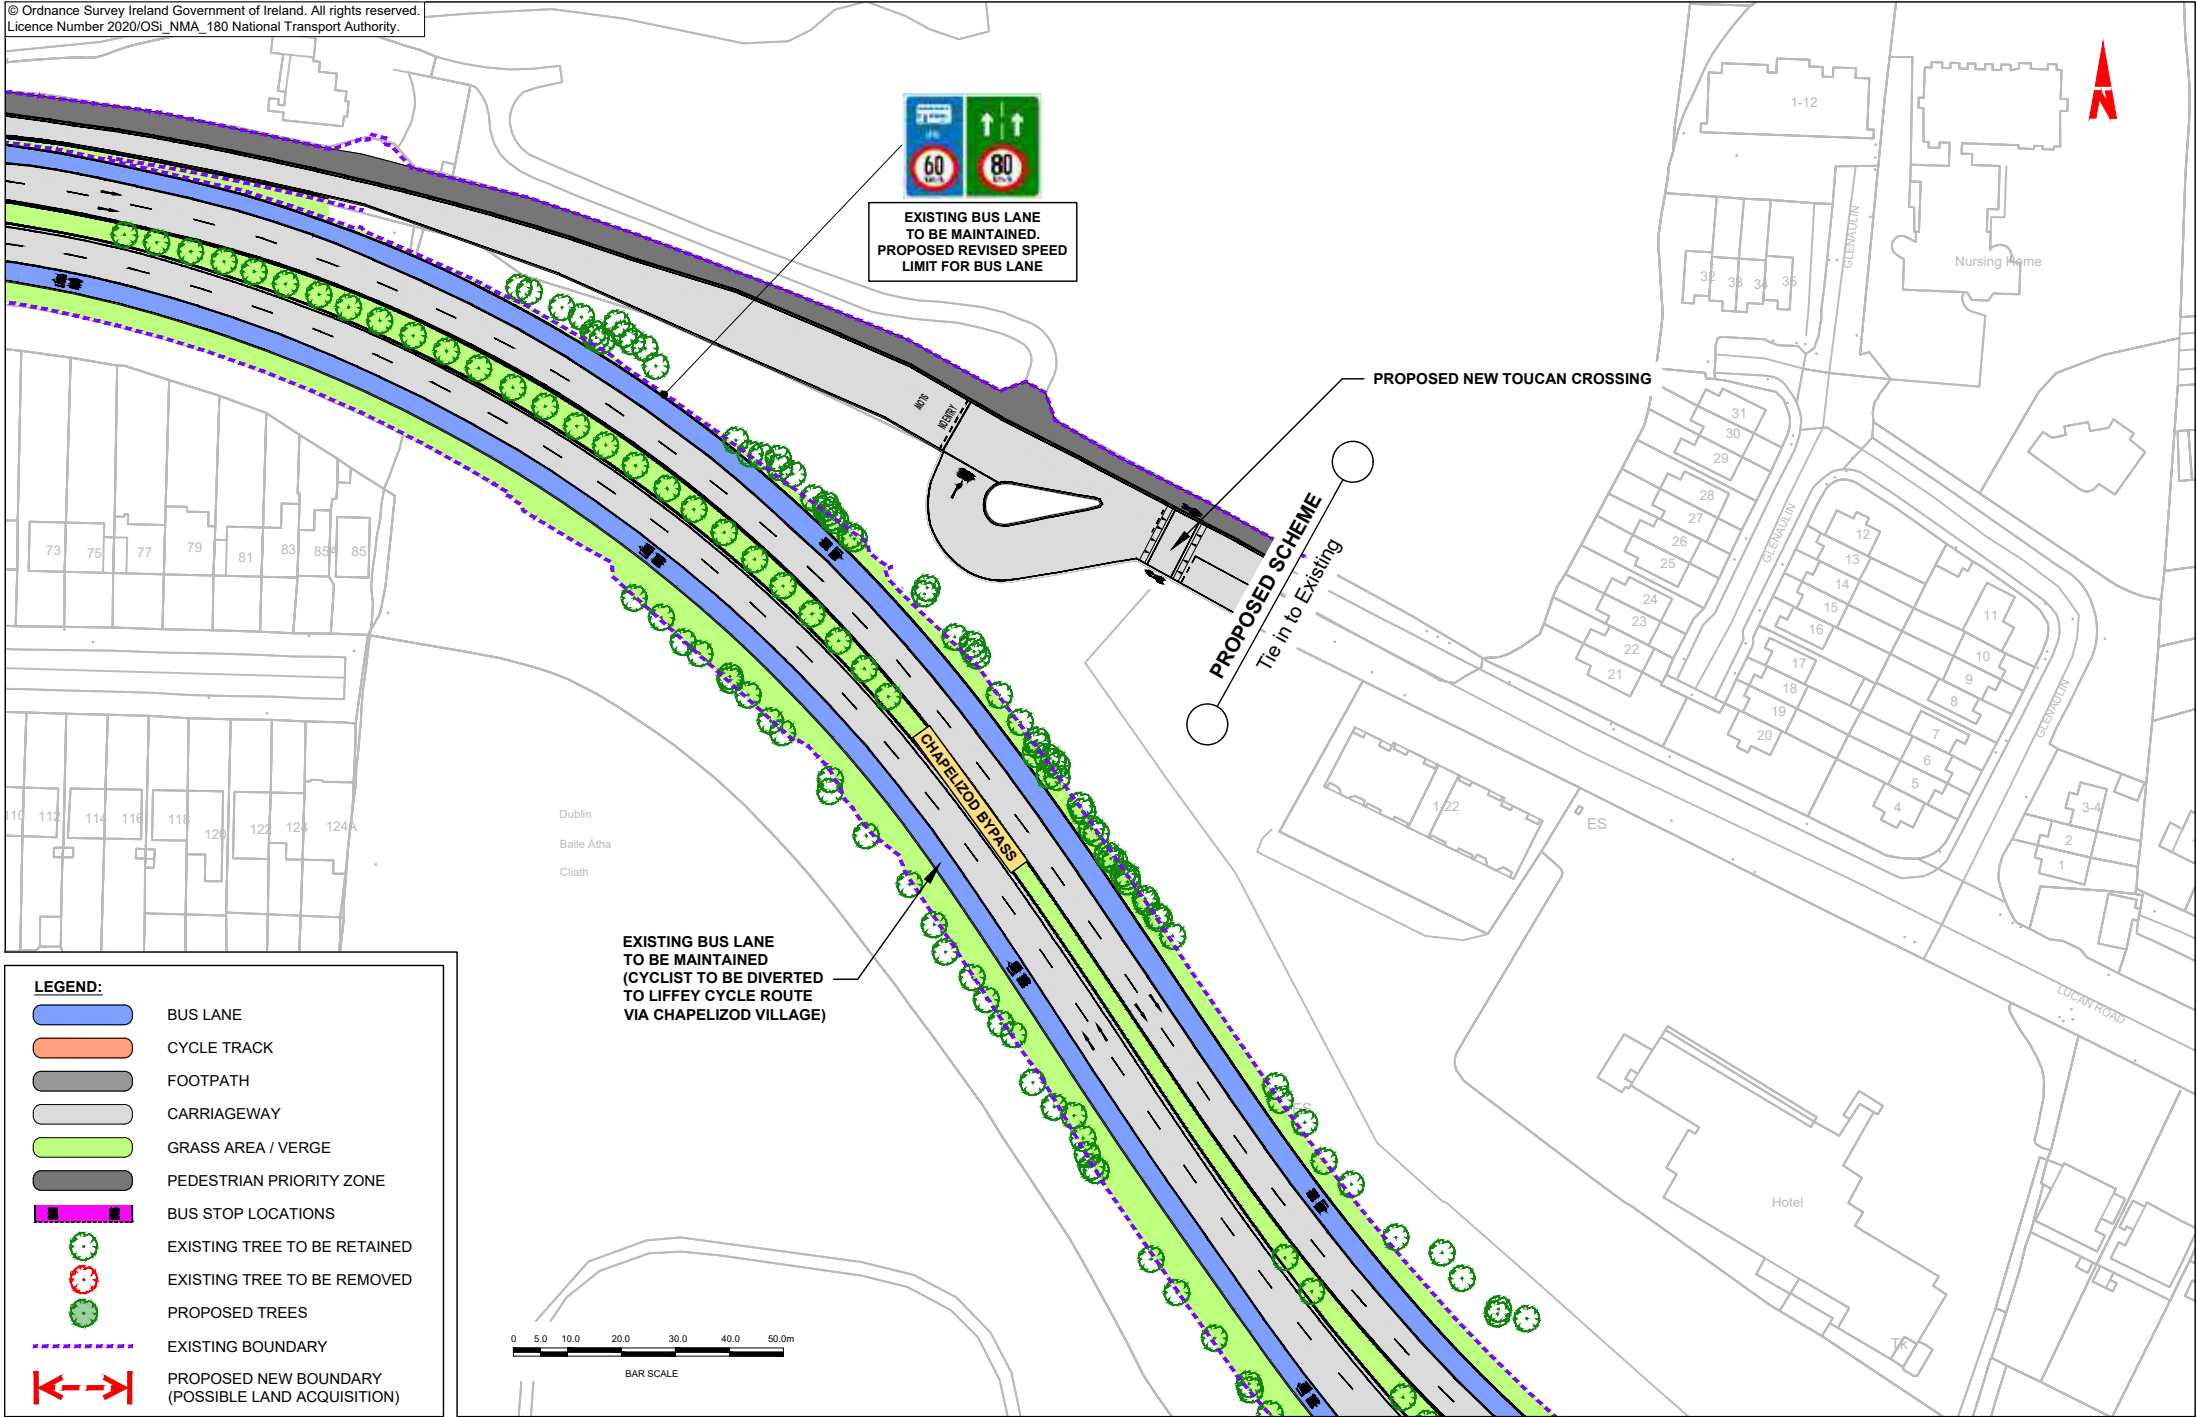 © Ordnance Survey Ireland Government of Ireland. All rights reserved.
Licence Number 2020/OSi_NMA_180 National Transport Authority.
60
80
EXISTING BUS LANE
TO BE MAINTAINED.
PROPOSED REVISED SPEED
LIMIT FOR BUS LANE
N
1-12
GLENAULIN
Nursing Home
32
33
34
35
PROPOSED NEW TOUCAN CROSSING
SLOW
NO ENTRY
PROPOSED SCHEME
Tie in to Existing
31
30
29
28
27
26
25
24
23
22
21
GLENAULIN
12
13
14
15
16
17
18
19
20
11
10
9
8
7
6
5
4
GLENAULIN
3-4
2
1
73
75
77
79
81
83
85A
85
110
112
114
116
118
120
122
124
124A
Dublin
Baile Átha
Cliath
CHAPELIZOD BYPASS
1-22
ES
LUCAN ROAD
EXISTING BUS LANE
TO BE MAINTAINED
(CYCLIST TO BE DIVERTED
TO LIFFEY CYCLE ROUTE
VIA CHAPELIZOD VILLAGE)
ES
Hotel
Tk
LEGEND:
BUS LANE
CYCLE TRACK
FOOTPATH
CARRIAGEWAY
GRASS AREA / VERGE
PEDESTRIAN PRIORITY ZONE
BUS STOP LOCATIONS
EXISTING TREE TO BE RETAINED
EXISTING TREE TO BE REMOVED
PROPOSED TREES
EXISTING BOUNDARY
PROPOSED NEW BOUNDARY
(POSSIBLE LAND ACQUISITION)
0 5.0 10.0 20.0 30.0 40.0 50.0m
BAR SCALE